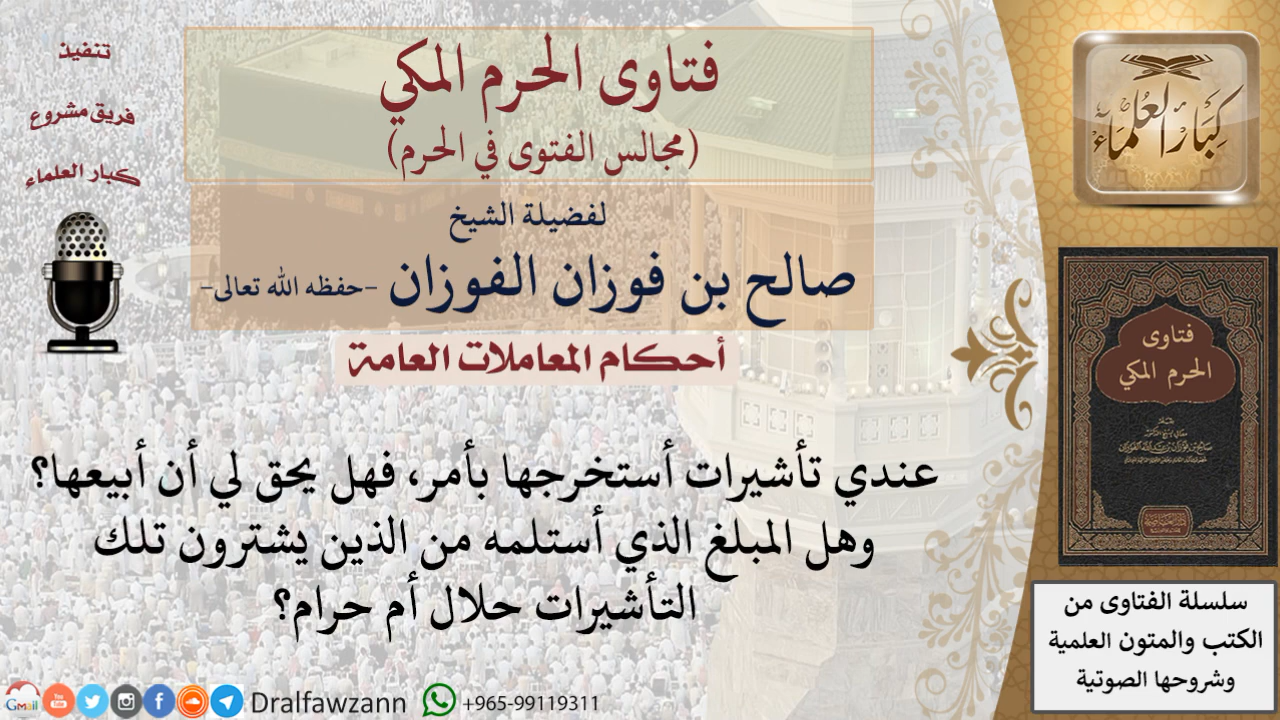 تنفيذ
فريق مشروع
كبار العلماء
فتاوى الحرم المكي
(مجالس الفتوى في الحرم)
لفضيلة الشيخ
صالح بن فوزان الفوزان -حفظه الله تعالى-
أحكام المعاملات العامة
عندي تأشيرات أستخرجها بأمر، فهل يحق لي أن أبيعها؟
وهل المبلغ الذي أستلمه من الذين يشترون تلك
التأشيرات حلال أم حرام؟
كبار العلماء
فتاوى
الحرم المكي
سلسلة الفتاوى من
الكتب والمتون العلمية
وشروحها الصوتية
Gmail
You
Tube
Dralfawzann
+965-99119311